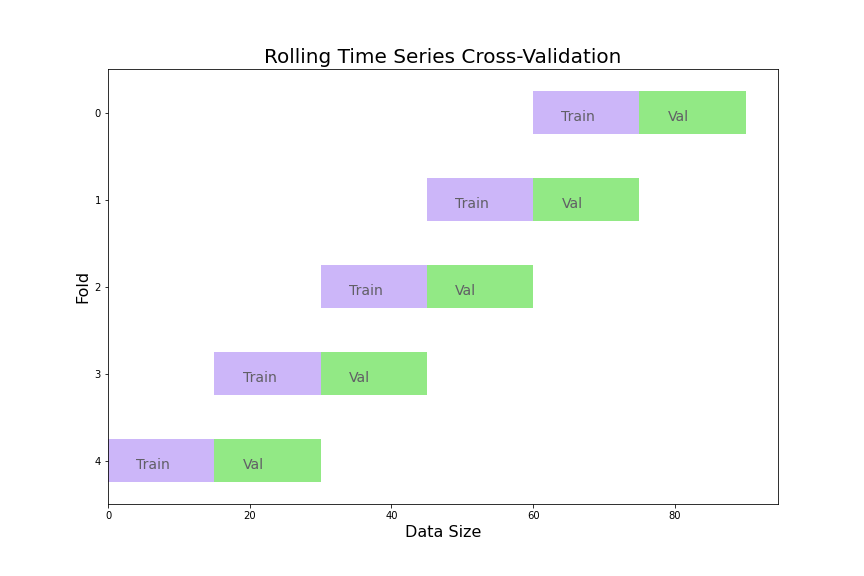 Rolling Time Series Cross-Validation
0
Train
Val
1
Train
Val
2
Train
Val
Fold
3
Train
Val
4
Train
Val
0
20
40
60
80
Data Size